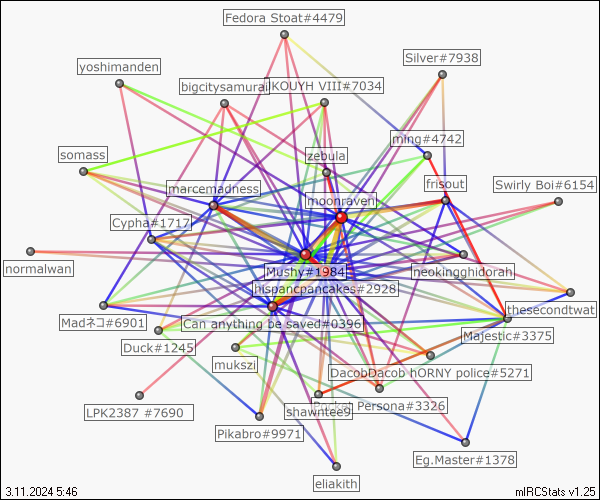 Fedora Stoat#4479
Silver#7938
yoshimanden
bigcitysamurai
KOUYH VIII#7034
ming#4742
somass
zebula
marcemadness
frisout
Swirly Boi#6154
moonraven
Cypha#1717
normalwan
Mushy#1984
neokingghidorah
hispancpancakes#2928
thesecondtwat
Madネコ#6901
Can anything be saved#0396
Majestic#3375
Duck#1245
mukszi
DacobDacob hORNY police#5271
LPK2387 #7690
shawntee9
Persona#3326
Pikabro#9971
Eg.Master#1378
eliakith
3.11.2024 5:46
mIRCStats v1.25